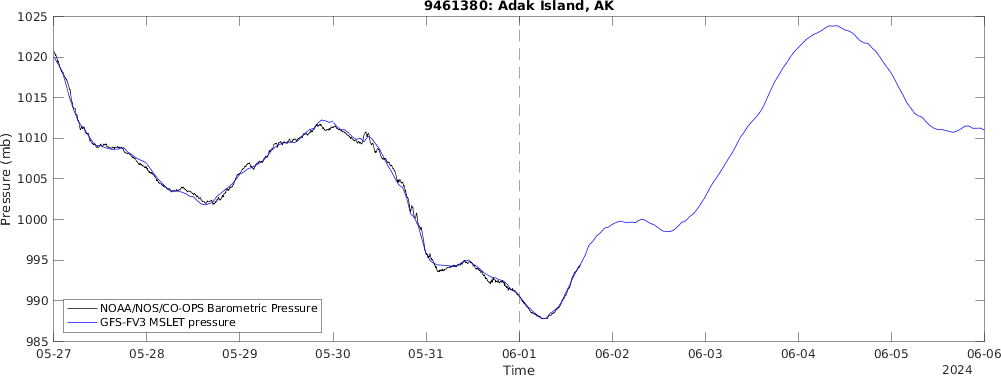 9461380: Adak Island, AK
1025
1020
1015
1010
1005
1000
995
990
985
Pressure (mb)
NOAA/NOS/CO-OPS Barometric Pressure
GFS-FV3 MSLET pressure
05-27 05-28 05-29 05-30 05-31 06-01 06-02 06-03 06-04 06-05 06-06
Time
2024